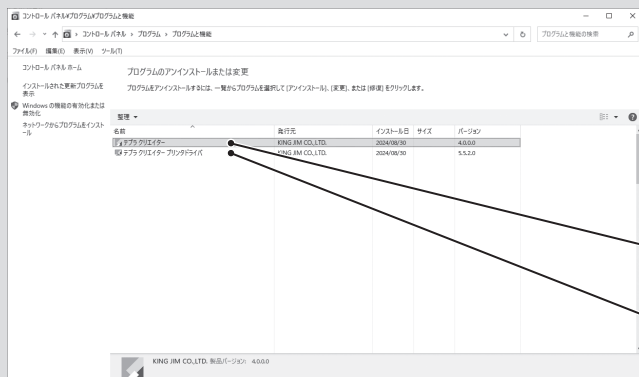 コントロール パネル¥プログラム¥プログラムと機能
コントロール パネル › プログラム › プログラムと機能
プログラムと機能の検索
ファイル(F) 編集(E) 表示(V) ツール(T)
コントロール パネル ホーム
インストールされた更新プログラムを
表示
Windows の機能の有効化または
無効化
ネットワークからプログラムをインスト
ール
プログラムのアンインストールまたは変更
プログラムをアンインストールするには、一覧からプログラムを選択して [アンインストール]、[変更]、または [修復] をクリックします。
整理
名前 発行元 インストール日 サイズ バージョン
テプラ クリエイター KING JIM CO., LTD. 2024/08/30 4.0.0.0
テプラ クリエイター プリンタドライバ KING JIM CO., LTD. 2024/08/30 5.5.2.0
KING JIM CO., LTD. 製品バージョン: 4.0.0.0